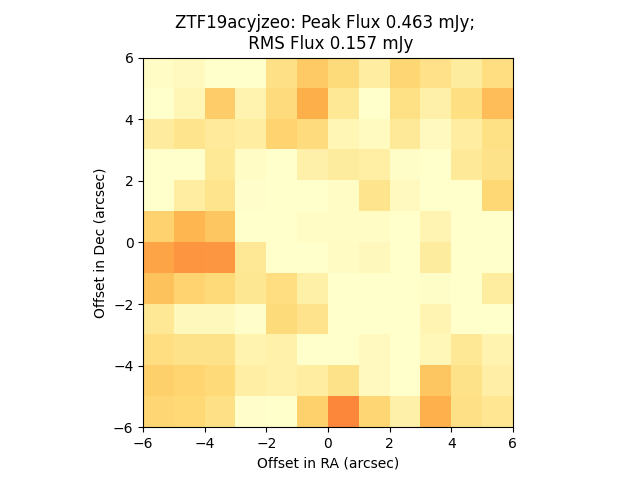 ZTF19acyjzeo: Peak Flux 0.463 mJy;
RMS Flux 0.157 mJy
6
4
2
0
−2
−4
−6
Offset in Dec (arcsec)
−6 −4 −2 0 2 4 6
Offset in RA (arcsec)